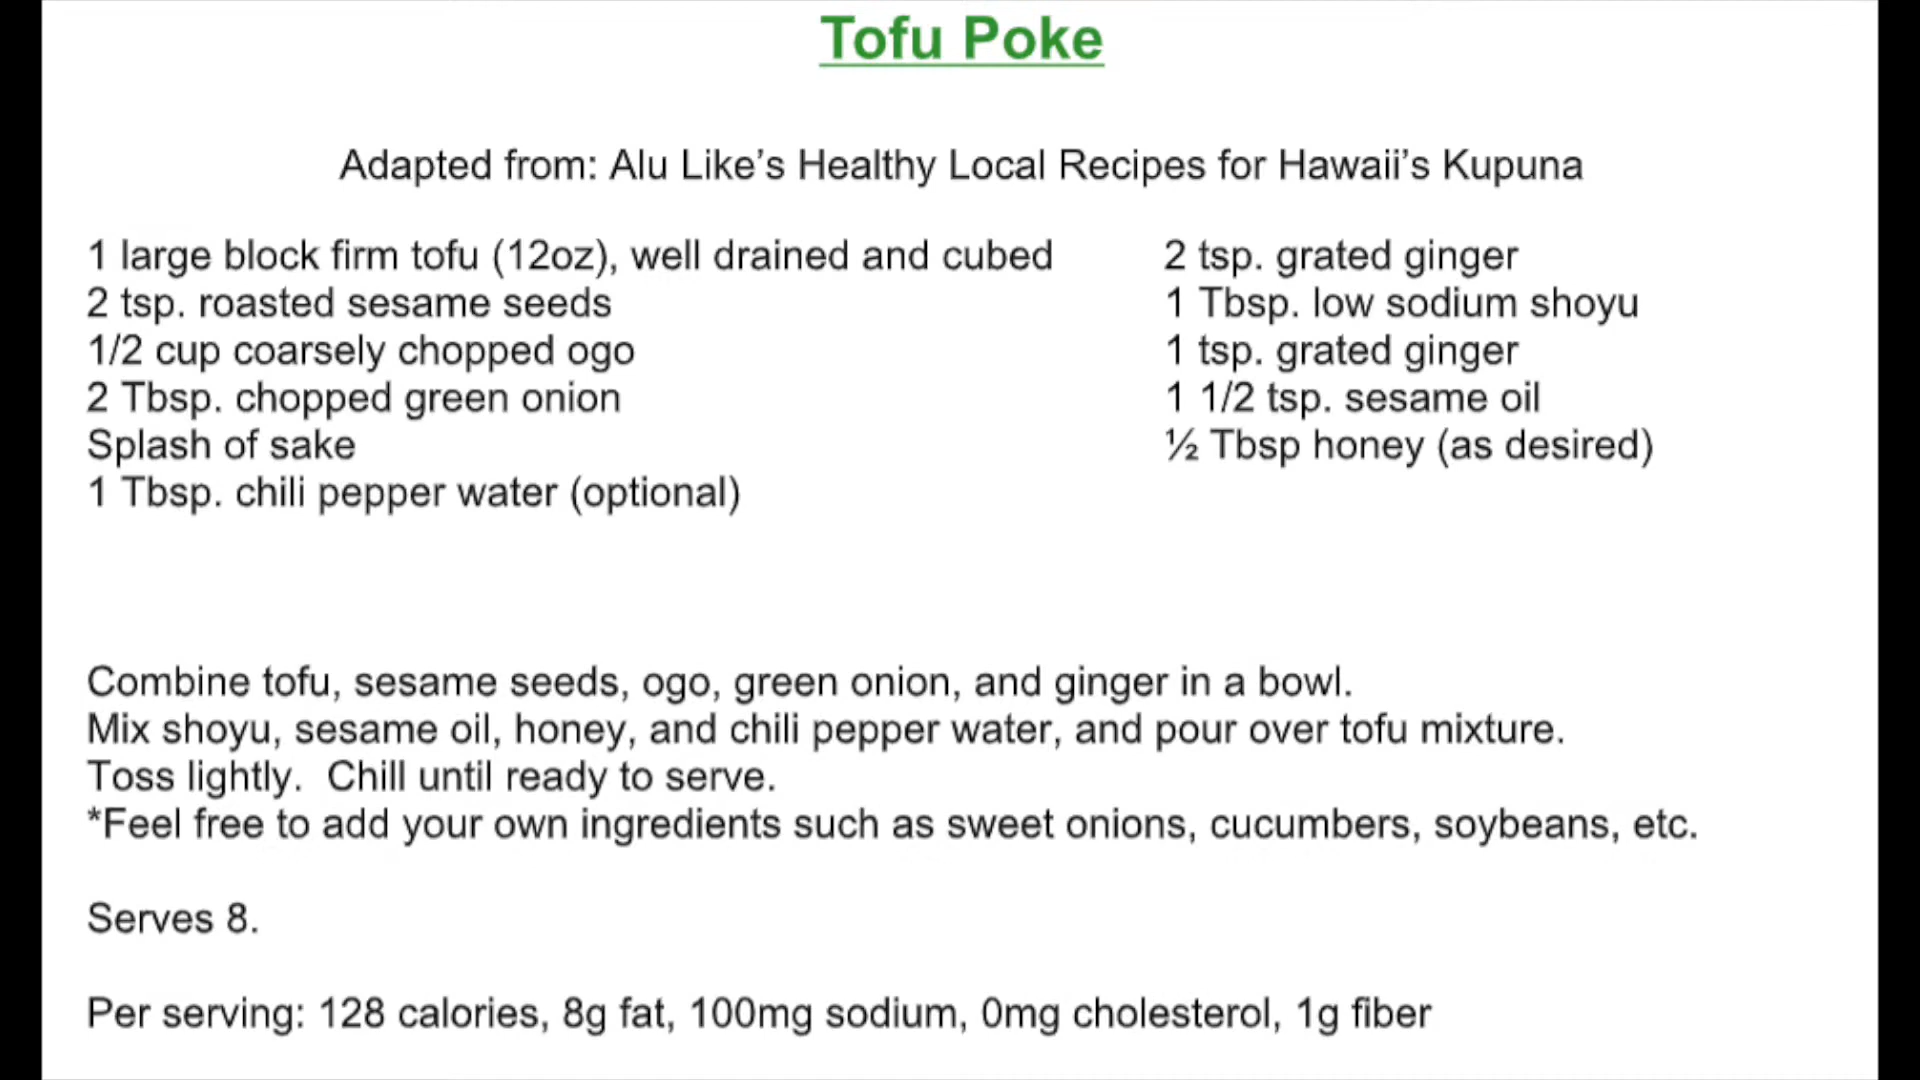 Tofu Poke
Adapted from: Alu Like’s Healthy Local Recipes for Hawaii’s Kupuna
1 large block firm tofu (12oz), well drained and cubed
2 tsp. roasted sesame seeds
1/2 cup coarsely chopped ogo
2 Tbsp. chopped green onion
Splash of sake
1 Tbsp. chili pepper water (optional)
2 tsp. grated ginger
1 Tbsp. low sodium shoyu
1 tsp. grated ginger
1 1/2 tsp. sesame oil
½ Tbsp honey (as desired)
Combine tofu, sesame seeds, ogo, green onion, and ginger in a bowl.
Mix shoyu, sesame oil, honey, and chili pepper water, and pour over tofu mixture.
Toss lightly.  Chill until ready to serve.
*Feel free to add your own ingredients such as sweet onions, cucumbers, soybeans, etc.
Serves 8.
Per serving: 128 calories, 8g fat, 100mg sodium, 0mg cholesterol, 1g fiber